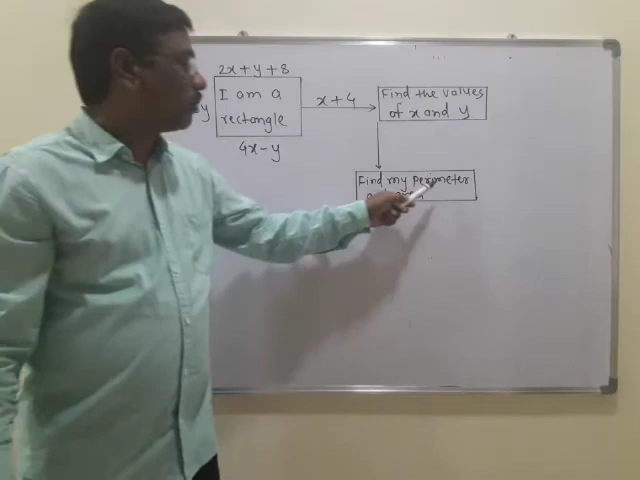 2x+y+8
I am a
rectangle
y
x+4
4x-y
Find the values
of x and y
Find my perimeter